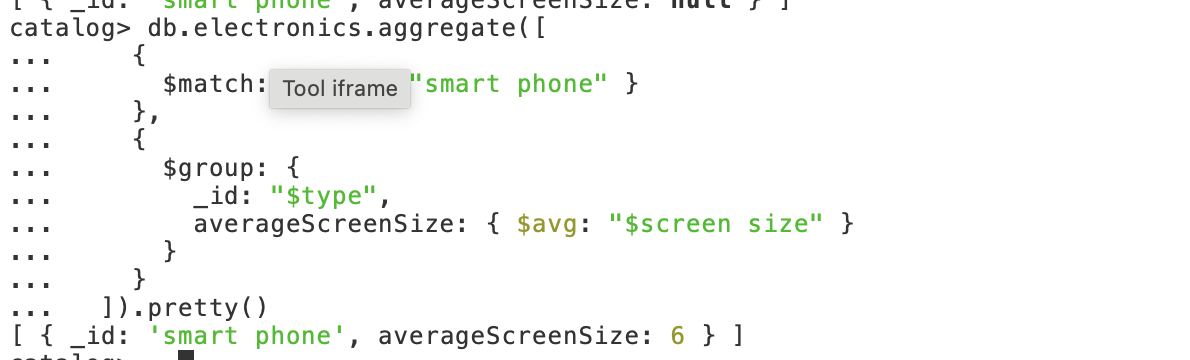 [ { _id: 'smart phone', averageScreenSize: null } ]
catalog> db.electronics.aggregate([
... {
... $match: "smart phone" }
... },
... {
... $group: {
... _id: "$type",
... averageScreenSize: { $avg: "$screen size" }
... }
... }
... ]).pretty()
[ { _id: 'smart phone', averageScreenSize: 6 } ]
catalog>
Tool iframe